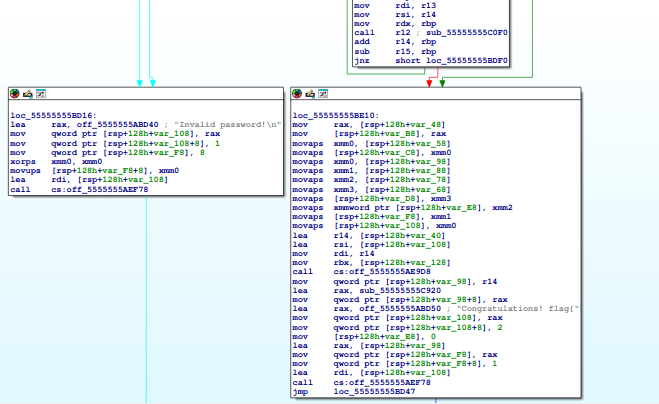 mov rdi, r13
mov rsi, r14
mov rdx, rbp
call r12 ; sub_55555555C0F0
add r14, rbp
sub r15, rbp
jnz short loc_55555555BDF0
loc_55555555BD16:
lea rax, off_5555555ABD40 ; "Invalid password!\n"
mov qword ptr [rsp+128h+var_108], rax
mov qword ptr [rsp+128h+var_108+8], 1
mov qword ptr [rsp+128h+var_F8], 8
xorps xmm0, xmm0
movups [rsp+128h+var_F8+8], xmm0
lea rdi, [rsp+128h+var_108]
call cs:off_5555555AEF78
loc_55555555BE10:
mov rax, [rsp+128h+var_48]
mov [rsp+128h+var_B8], rax
movaps xmm0, [rsp+128h+var_58]
movaps [rsp+128h+var_C8], xmm0
movaps xmm0, [rsp+128h+var_98]
movaps xmm1, [rsp+128h+var_88]
movaps xmm2, [rsp+128h+var_78]
movaps xmm3, [rsp+128h+var_68]
movaps [rsp+128h+var_D8], xmm3
movaps xmmword ptr [rsp+128h+var_E8], xmm2
movaps [rsp+128h+var_F8], xmm1
movaps [rsp+128h+var_108], xmm0
lea r14, [rsp+128h+var_40]
lea rsi, [rsp+128h+var_108]
mov rdi, r14
mov rbx, [rsp+128h+var_128]
call cs:off_5555555AE9D8
mov qword ptr [rsp+128h+var_98], r14
lea rax, sub_55555555C920
mov qword ptr [rsp+128h+var_98+8], rax
lea rax, off_5555555ABD50 ; "Congratulations! flag{"
mov qword ptr [rsp+128h+var_108], rax
mov qword ptr [rsp+128h+var_108+8], 2
mov [rsp+128h+var_E8], 0
lea rax, [rsp+128h+var_98]
mov qword ptr [rsp+128h+var_F8], rax
mov qword ptr [rsp+128h+var_F8+8], 1
lea rdi, [rsp+128h+var_108]
call cs:off_5555555AEF78
jmp loc_55555555BD47